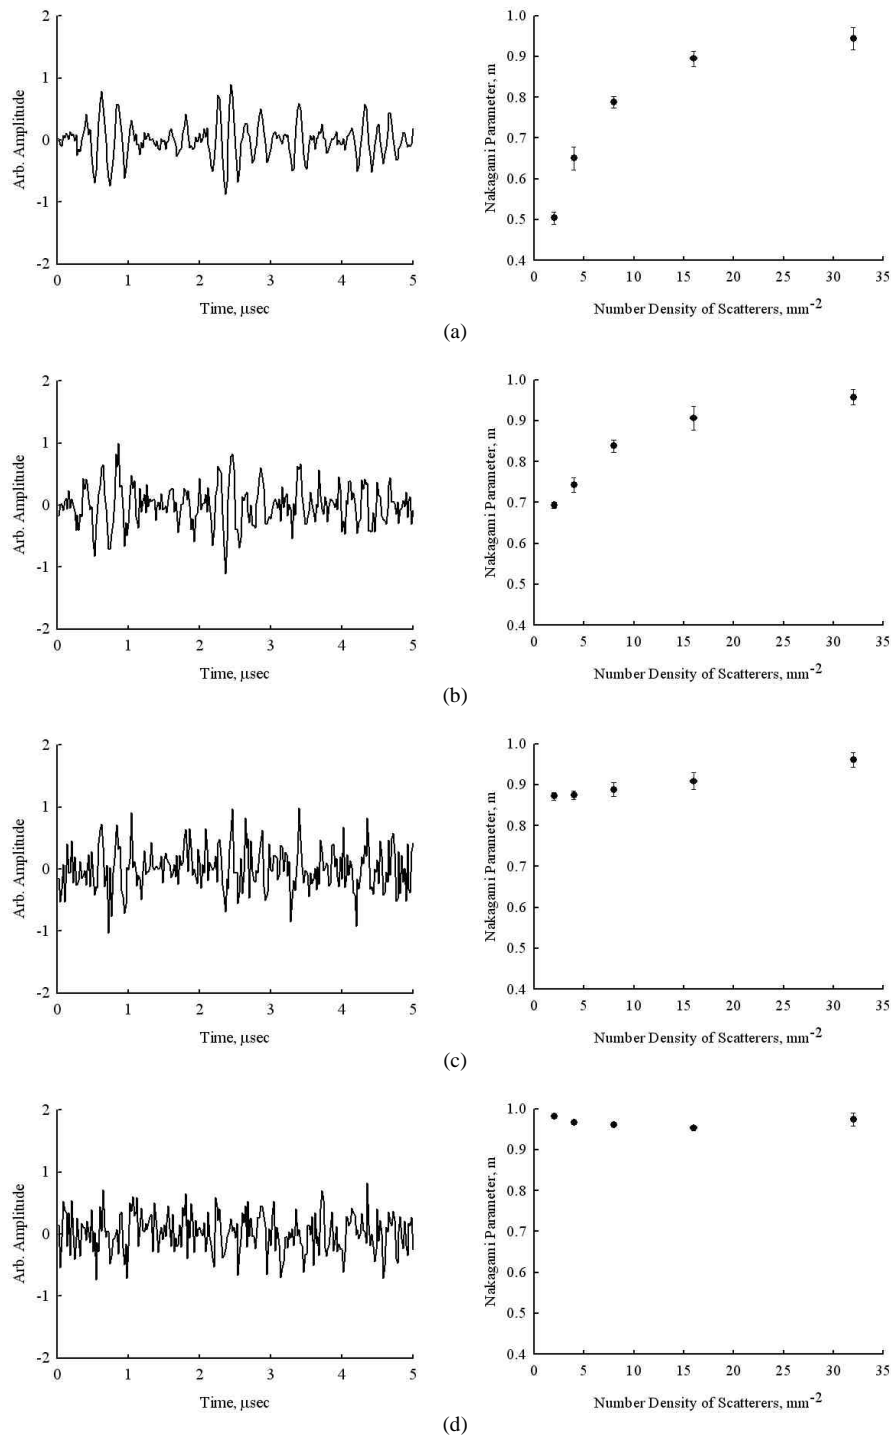 2
1
0
-1
-2
Arb. Amplitude
0 1 2 3 4 5
Time, μsec
1.0
0.9
0.8
0.7
0.6
0.5
0.4
Nakagami Parameter, m
0 5 10 15 20 25 30 35
Number Density of Scatterers, mm-2
(a)
2
1
0
-1
-2
Arb. Amplitude
0 1 2 3 4 5
Time, μsec
1.0
0.9
0.8
0.7
0.6
0.5
0.4
Nakagami Parameter, m
0 5 10 15 20 25 30 35
Number Density of Scatterers, mm-2
(b)
2
1
0
-1
-2
Arb. Amplitude
0 1 2 3 4 5
Time, μsec
1.0
0.9
0.8
0.7
0.6
0.5
0.4
Nakagami Parameter, m
0 5 10 15 20 25 30 35
Number Density of Scatterers, mm-2
(c)
2
1
0
-1
-2
Arb. Amplitude
0 1 2 3 4 5
Time, μsec
1.0
0.9
0.8
0.7
0.6
0.5
0.4
Nakagami Parameter, m
0 5 10 15 20 25 30 35
Number Density of Scatterers, mm-2
(d)